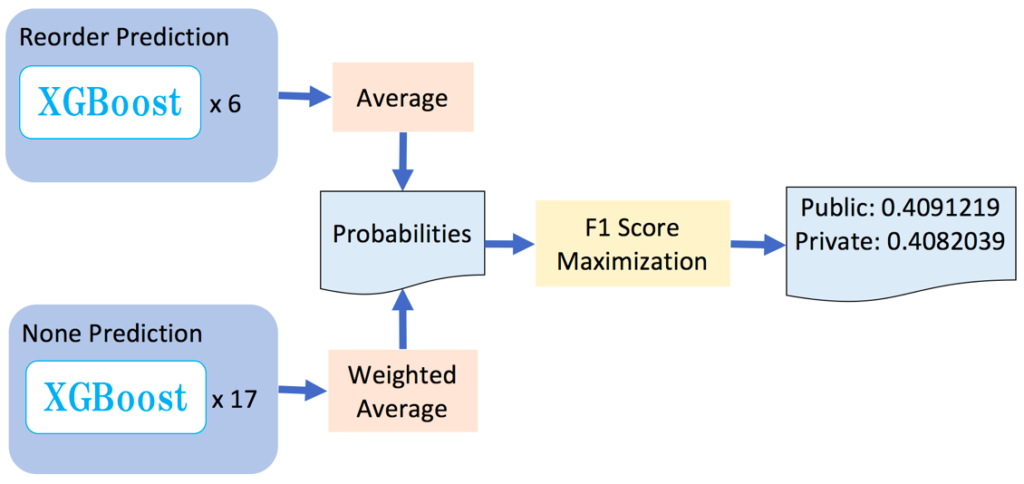 Reorder Prediction
XGBoost x 6
Average
Probabilities
F1 Score
Maximization
Public: 0.4091219
Private: 0.4082039
None Prediction
XGBoost x 17
Weighted
Average